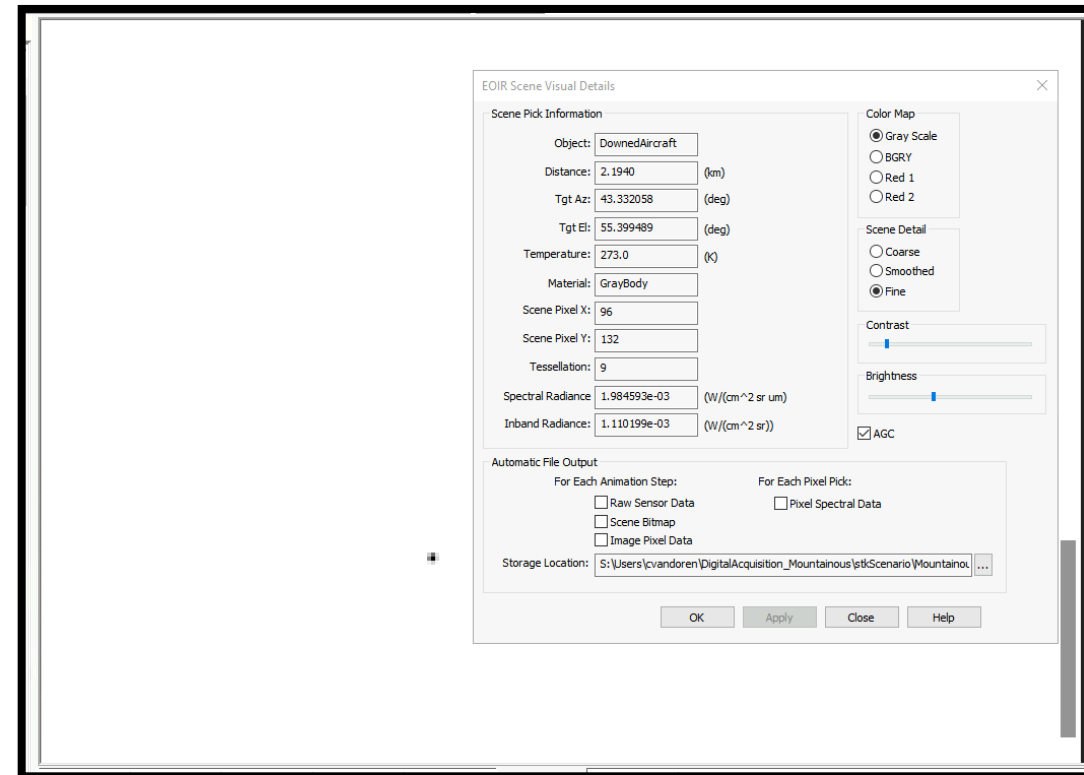 EOIR Scene Visual Details
Scene Pick Information
Object: DownedAircraft
Distance: 2.1940 (km)
Tgt Az: 43.332058 (deg)
Tgt El: 55.399489 (deg)
Temperature: 273.0 (K)
Material: GrayBody
Scene Pixel X: 96
Scene Pixel Y: 132
Tessellation: 9
Spectral Radiance 1.984593e-03 (W/(cm^2 sr um)
Inband Radiance: 1.110199e-03 (W/(cm^2 sr))
Color Map
Gray Scale
BGRY
Red 1
Red 2
Scene Detail
Coarse
Smoothed
Fine
Contrast
Brightness
AGC
Automatic File Output
For Each Animation Step: For Each Pixel Pick:
Raw Sensor Data Pixel Spectral Data
Scene Bitmap
Image Pixel Data
Storage Location: S:\Users\cvandoren\DigitalAcquisition_Mountainous\stkScenario\Mountainou ...
OK Apply Close Help